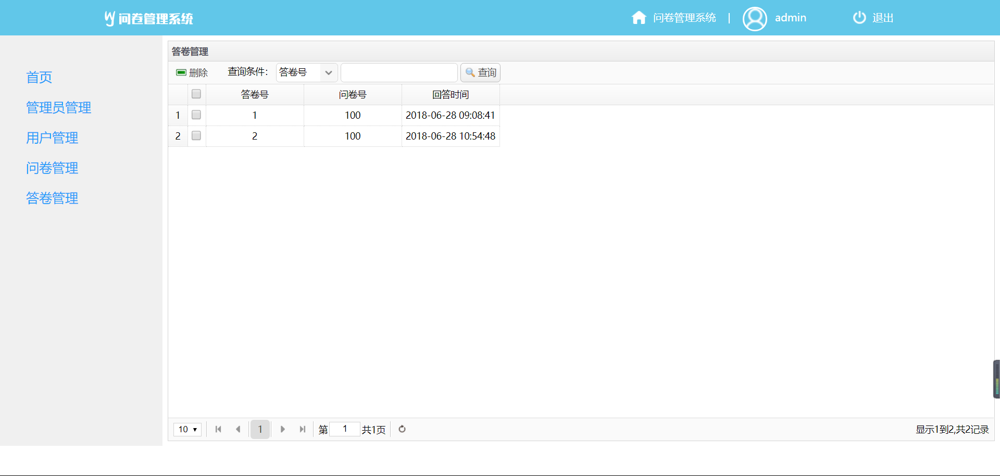 问卷管理系统
问卷管理系统 | admin 退出
首页
管理员管理
用户管理
问卷管理
答卷管理
答卷管理
删除 查询条件： 答卷号 查询
答卷号 问卷号 回答时间
1 1 100 2018-06-28 09:08:41
2 2 100 2018-06-28 10:54:48
10 1 第 1 共1页 显示1到2,共2记录